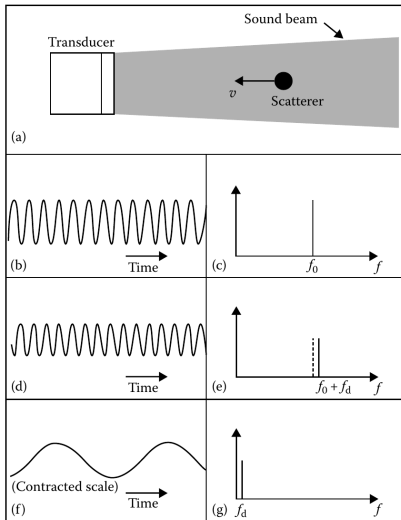 Sound beam
Transducer
v
Scatterer
(a)
(b)
Time
(c)
f0
f
(d)
Time
(e)
f0 + fd
f
(Contracted scale)
(f)
Time
(g)
fd
f